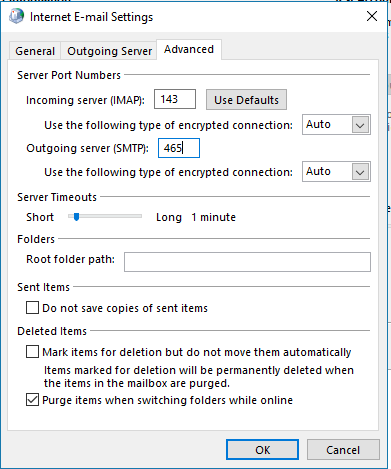 Internet E-mail Settings
General
Outgoing Server
Advanced
Server Port Numbers
Incoming server (IMAP): 143 Use Defaults
Use the following type of encrypted connection: Auto
Outgoing server (SMTP): 465
Use the following type of encrypted connection: Auto
Server Timeouts
Short Long 1 minute
Folders
Root folder path:
Sent Items
Do not save copies of sent items
Deleted Items
Mark items for deletion but do not move them automatically
Items marked for deletion will be permanently deleted when
the items in the mailbox are purged.
Purge items when switching folders while online
OK Cancel